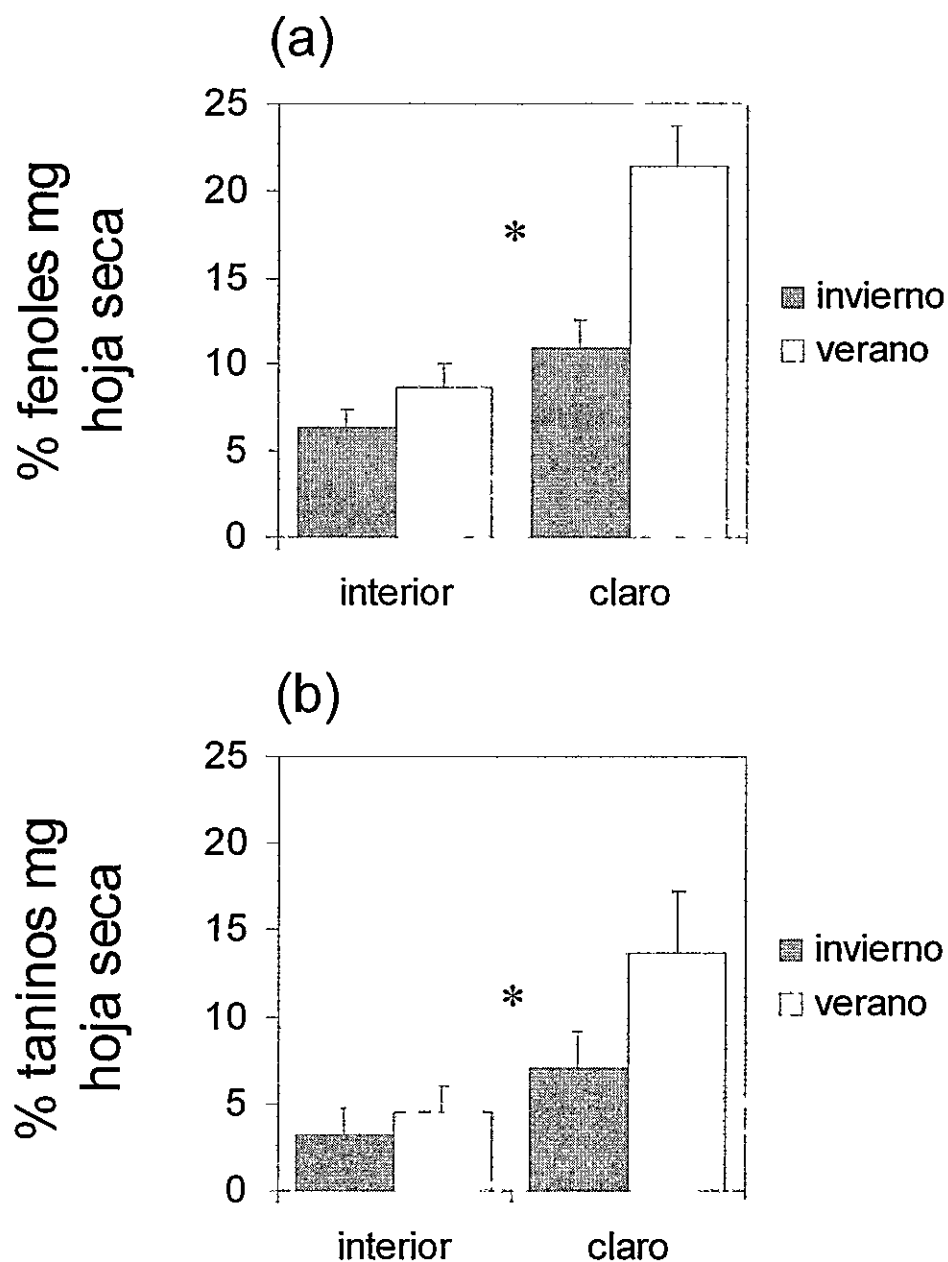 (a)
% fenoles mg
hoja seca
25
20
15
10
5
0
*
interior
claro
invierno
verano
(b)
% taninos mg
hoja seca
25
20
15
10
5
0
*
interior
claro
invierno
verano